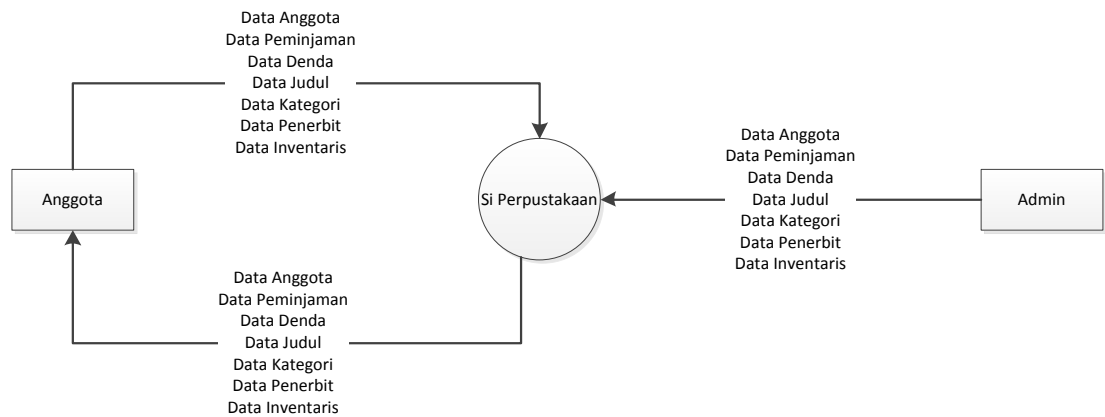 Data Anggota
Data Peminjaman
Data Denda
Data Judul
Data Kategori
Data Penerbit
Data Inventaris
Anggota
Si Perpustakaan
Data Anggota
Data Peminjaman
Data Denda
Data Judul
Data Kategori
Data Penerbit
Data Inventaris
Admin
Data Anggota
Data Peminjaman
Data Denda
Data Judul
Data Kategori
Data Penerbit
Data Inventaris